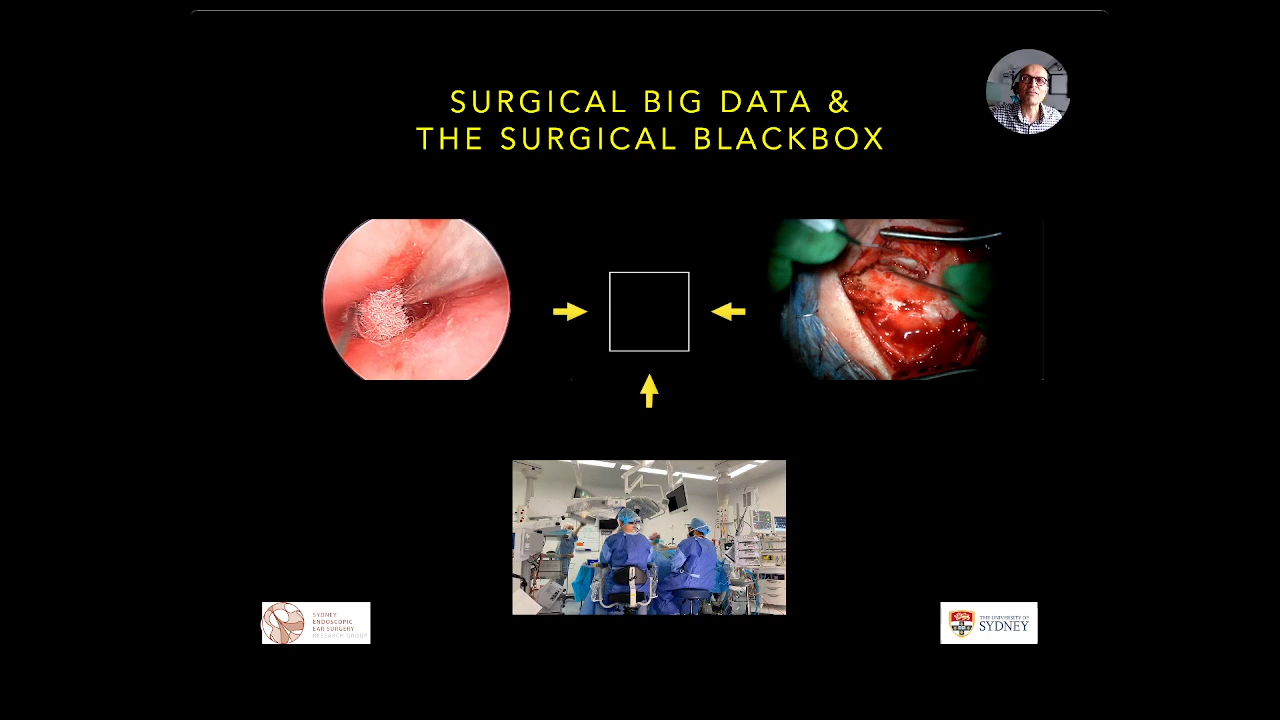 SURGICAL BIG DATA &
THE SURGICAL BLACKBOX
SYDNEY
ENDOSCOPIC
EAR SURGERY
RESEARCH GROUP
THE UNIVERSITY OF
SYDNEY